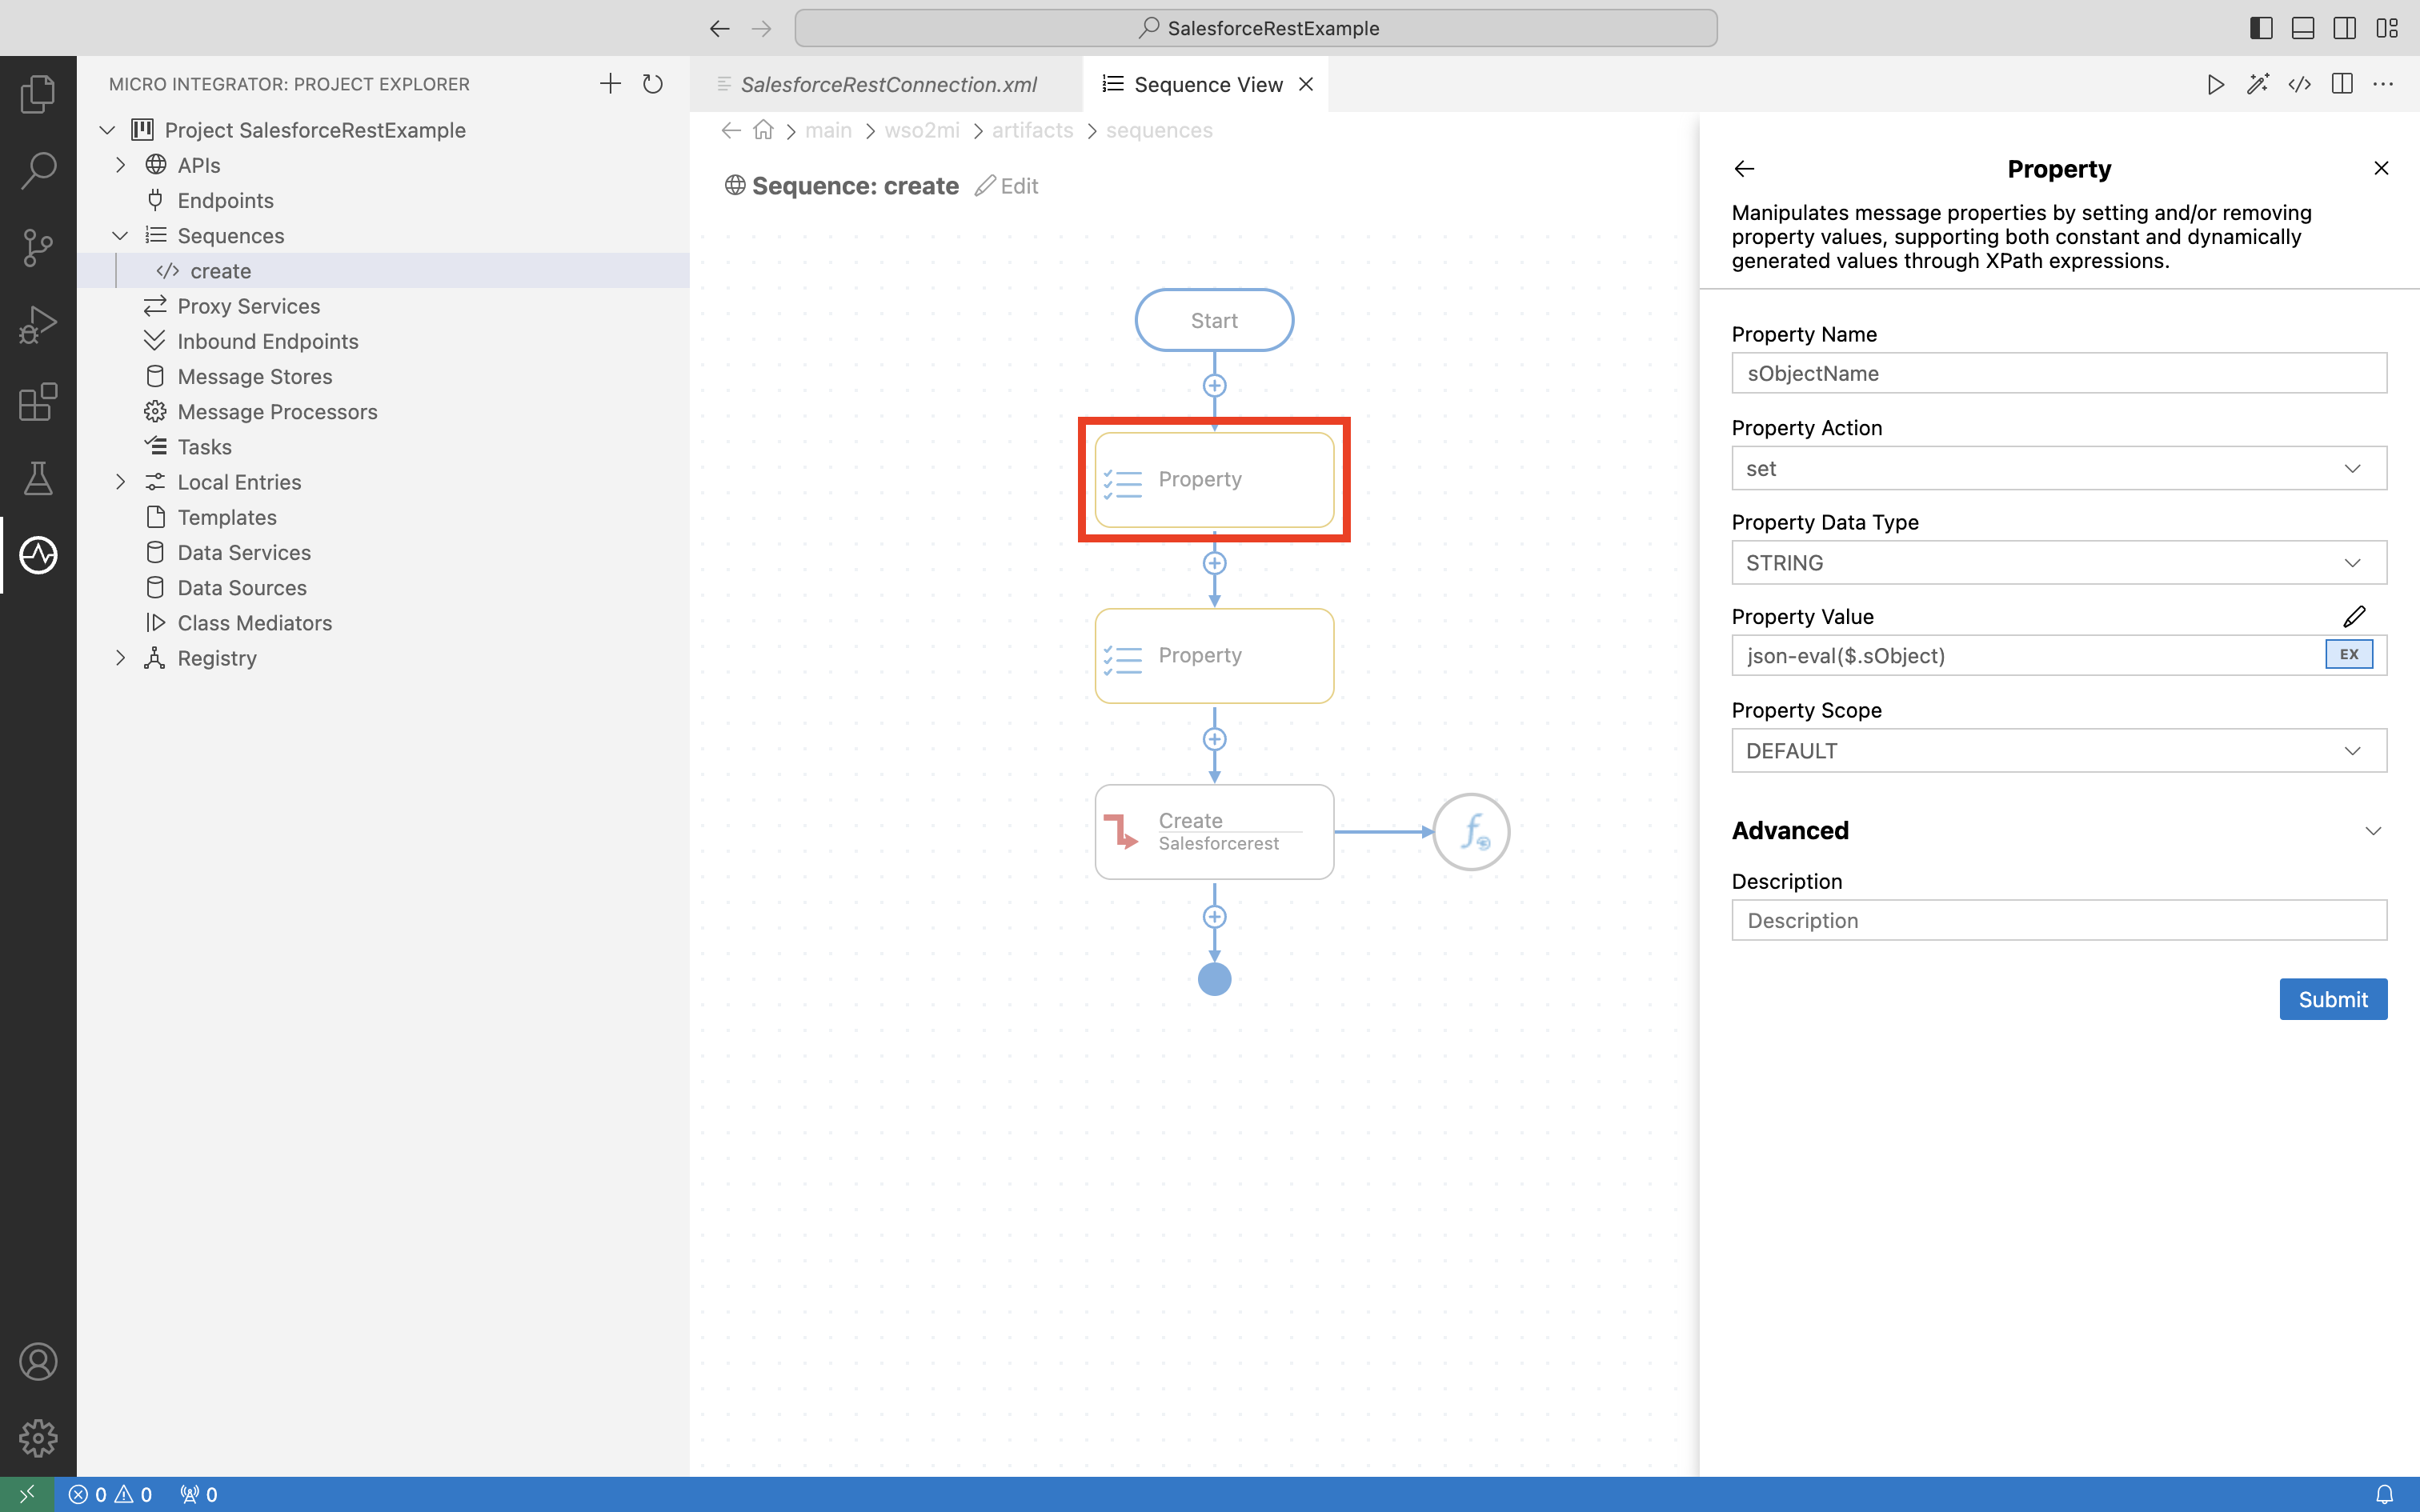 SalesforceRestExample
MICRO INTEGRATOR: PROJECT EXPLORER
Project SalesforceRestExample
APIs
Endpoints
Sequences
create
Proxy Services
Inbound Endpoints
Message Stores
Message Processors
Tasks
Local Entries
Templates
Data Services
Data Sources
Class Mediators
Registry
SalesforceRestConnection.xml
Sequence View
main
wso2mi
artifacts
sequences
Sequence: create
Edit
Start
Property
Property
Create
Salesforcerest
Property
Manipulates message properties by setting and/or removing
property values, supporting both constant and dynamically
generated values through XPath expressions.
Property Name
sObjectName
Property Action
set
Property Data Type
STRING
Property Value
json-eval($.sObject)
EX
Property Scope
DEFAULT
Advanced
Description
Description
Submit
0 0 0